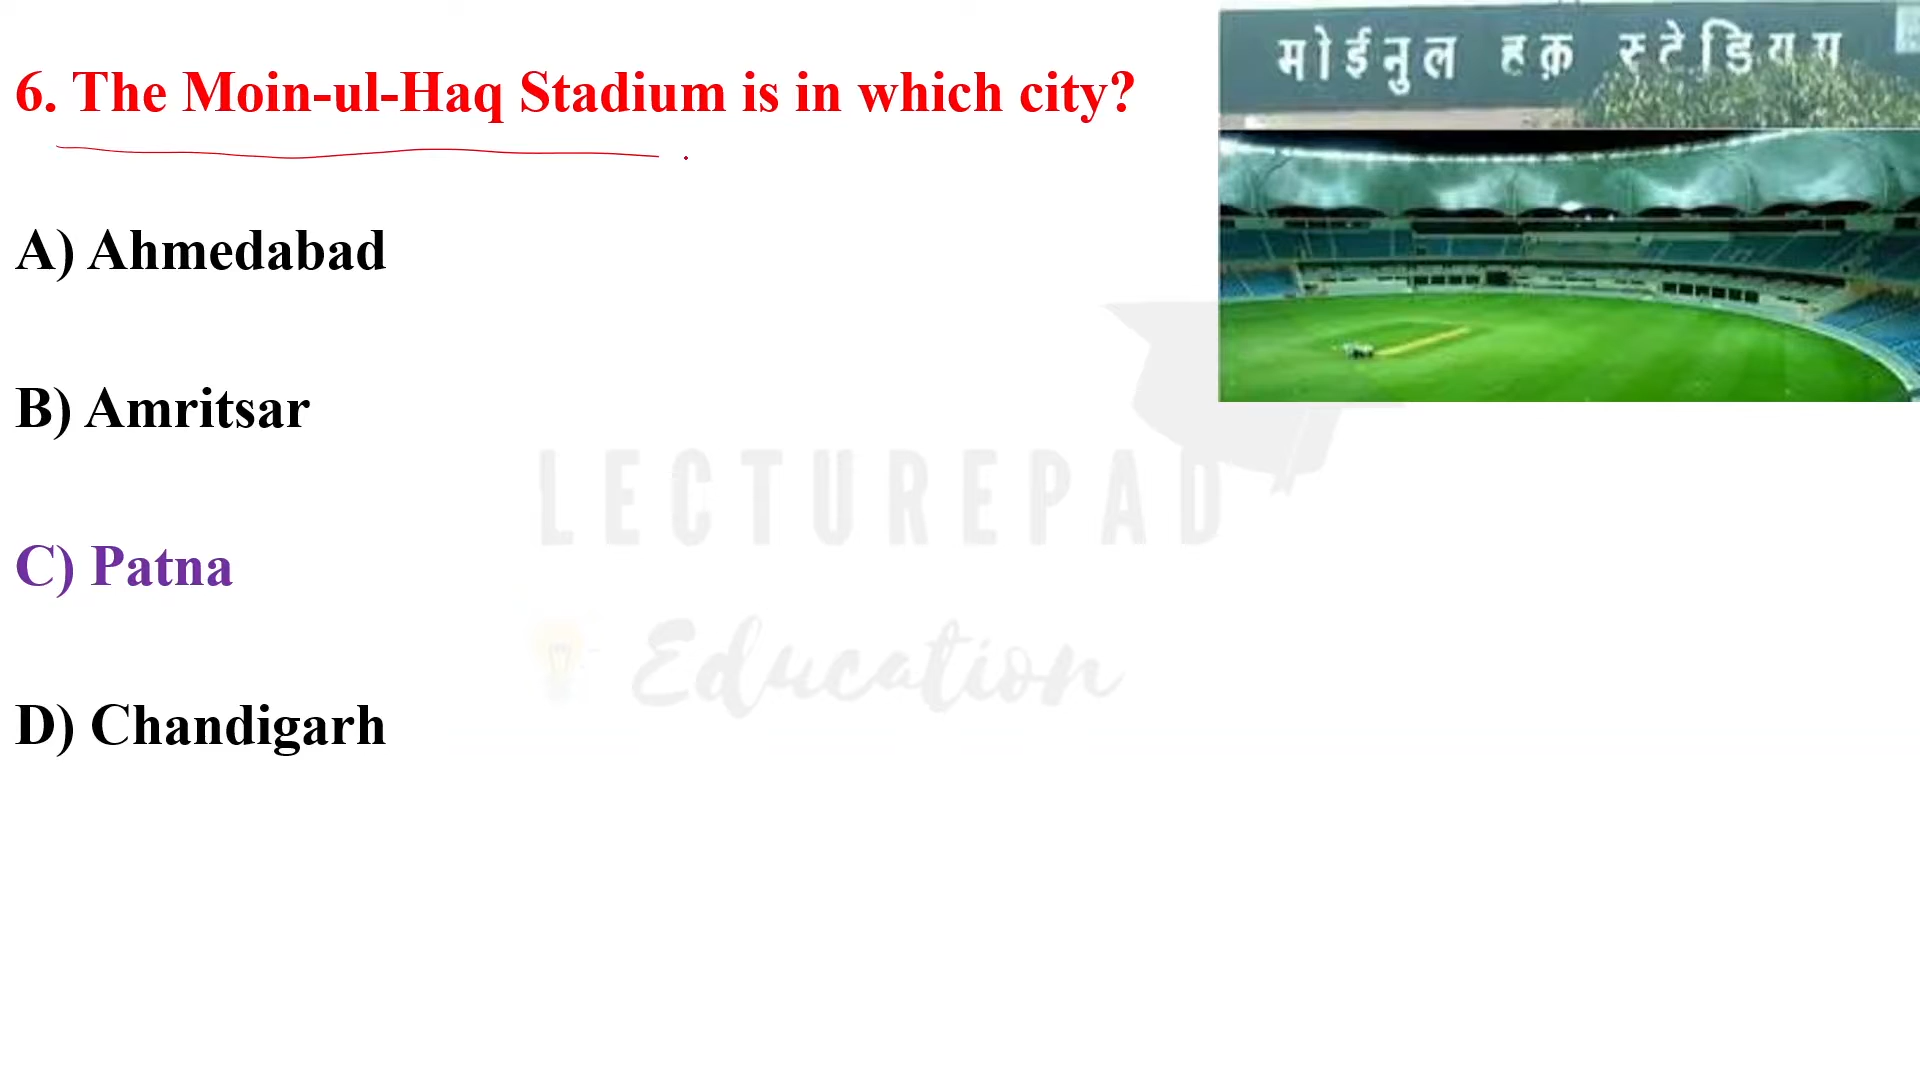 6. The Moin-ul-Haq Stadium is in which city?
मोईनुल हक़ स्टेडियम
A) Ahmedabad
B) Amritsar
C) Patna
D) Chandigarh
LECTUREPAD
Education